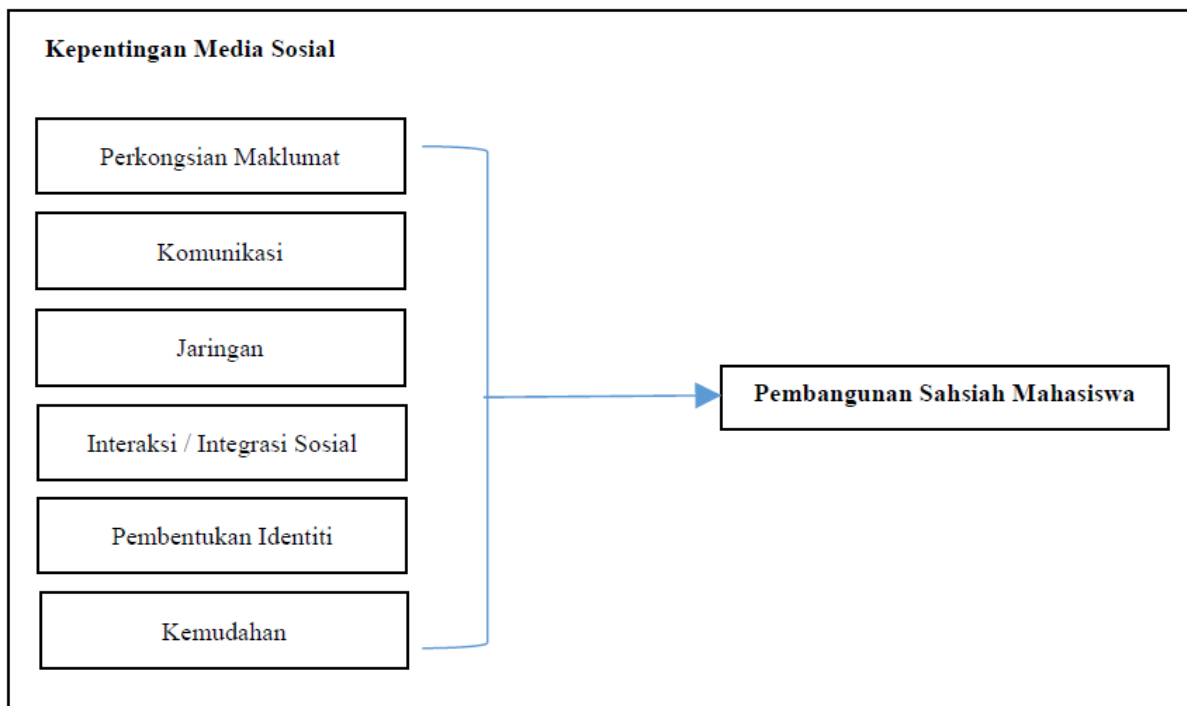 Kepentingan Media Sosial
Perkongsian Maklumat
Komunikasi
Jaringan
Interaksi / Integrasi Sosial
Pembentukan Identiti
Kemudahan
Pembangunan Sahsiah Mahasiswa